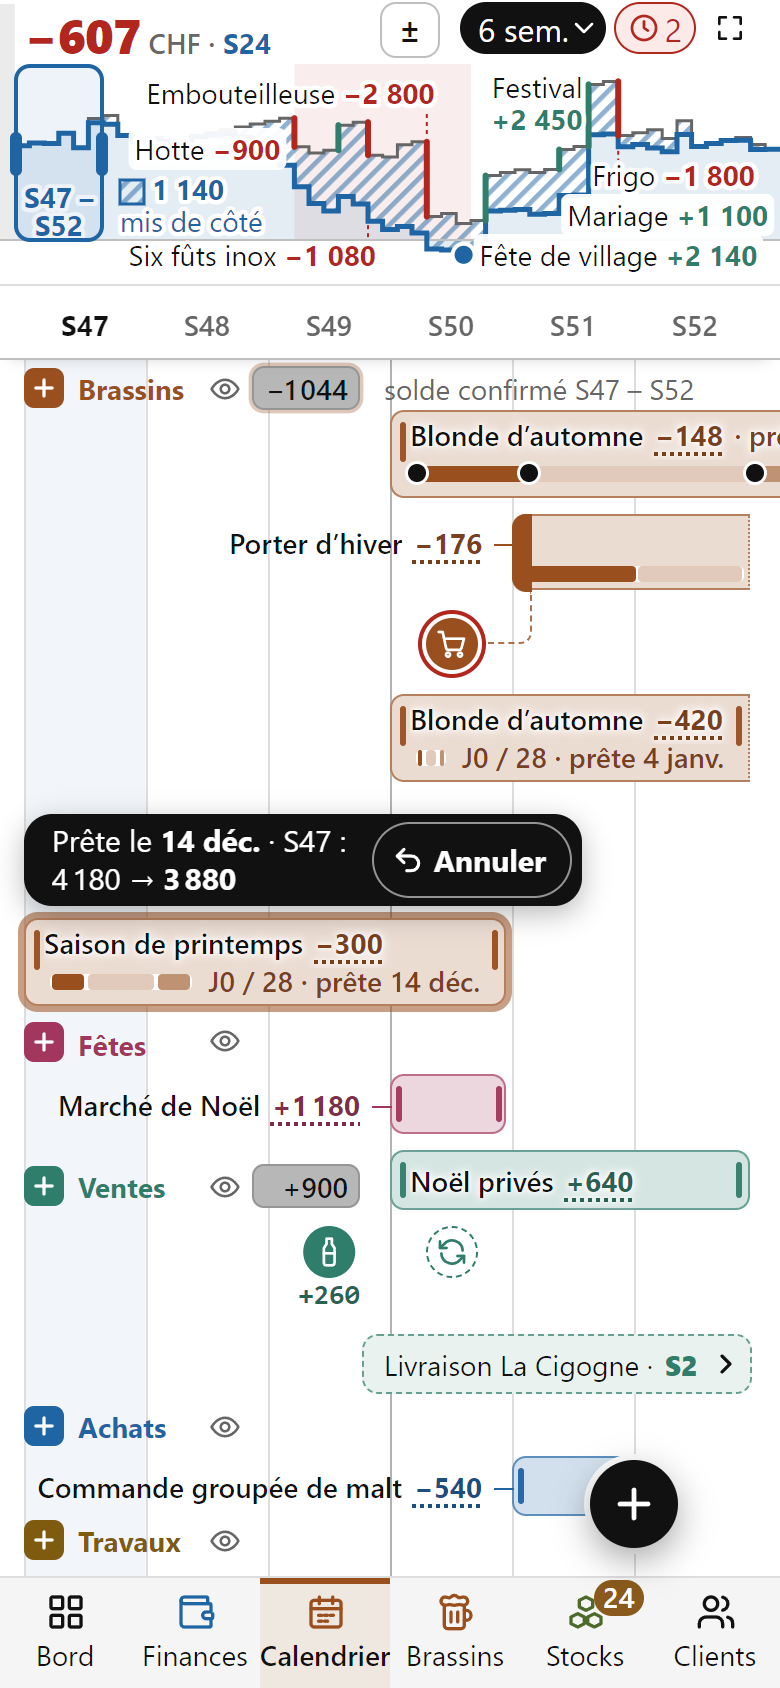 −607 CHF · S24
±
6 sem.
2
Embouteilleuse −2 800
Festival
+2 450
Hotte −900
1 140
mis de côté
S47 –
S52
Frigo −1 800
Mariage +1 100
Six fûts inox −1 080
Fête de village +2 140
S47 S48 S49 S50 S51 S52
Brassins
−1044
solde confirmé S47 – S52
Blonde d’automne −148 · pr
Porter d’hiver −176
Blonde d’automne −420
J0 / 28 · prête 4 janv.
Prête le 14 déc. · S47 :
4 180 → 3 880
Annuler
Saison de printemps −300
J0 / 28 · prête 14 déc.
Fêtes
Marché de Noël +1 180
Ventes
+900
Noël privés +640
+260
Livraison La Cigogne · S2
Achats
Commande groupée de malt −540
Travaux
24
Bord Finances Calendrier Brassins Stocks Clients